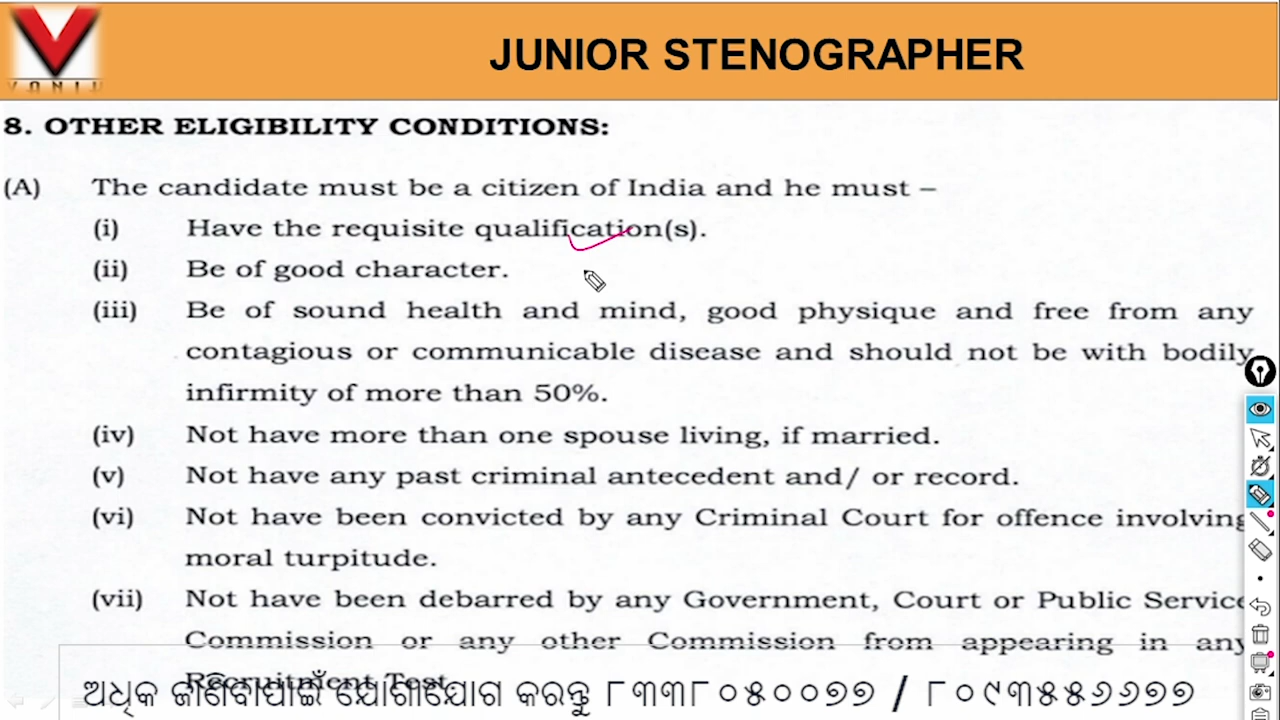 VANIJ
JUNIOR STENOGRAPHER
8. OTHER ELIGIBILITY CONDITIONS:
(A) The candidate must be a citizen of India and he must –
(i) Have the requisite qualification(s).
(ii) Be of good character.
(iii) Be of sound health and mind, good physique and free from any
contagious or communicable disease and should not be with bodily
infirmity of more than 50%.
(iv) Not have more than one spouse living, if married.
(v) Not have any past criminal antecedent and/ or record.
(vi) Not have been convicted by any Criminal Court for offence involving
moral turpitude.
(vii) Not have been debarred by any Government, Court or Public Service
Commission or any other Commission from appearing in any
Recruitment Test
ଅଧିକ ଜାଣିବାପାଇଁ ଯୋଗାଯୋଗ କରନ୍ତୁ ୮୩୩୮୦୫୦୦୭୭ / ୮୦୯୩୫୫୬୬୭୭